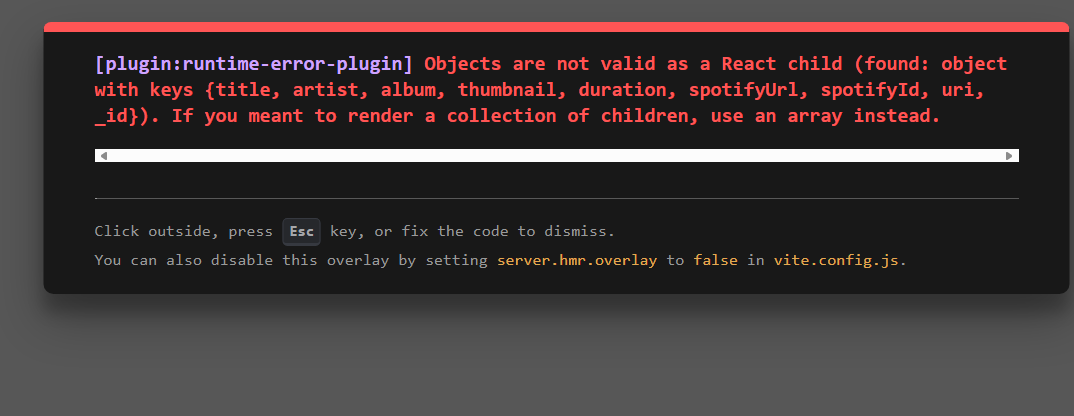 [plugin:runtime-error-plugin] Objects are not valid as a React child (found: object
with keys {title, artist, album, thumbnail, duration, spotifyUrl, spotifyId, uri,
_id}). If you meant to render a collection of children, use an array instead.
Click outside, press Esc key, or fix the code to dismiss.
You can also disable this overlay by setting server.hmr.overlay to false in vite.config.js.